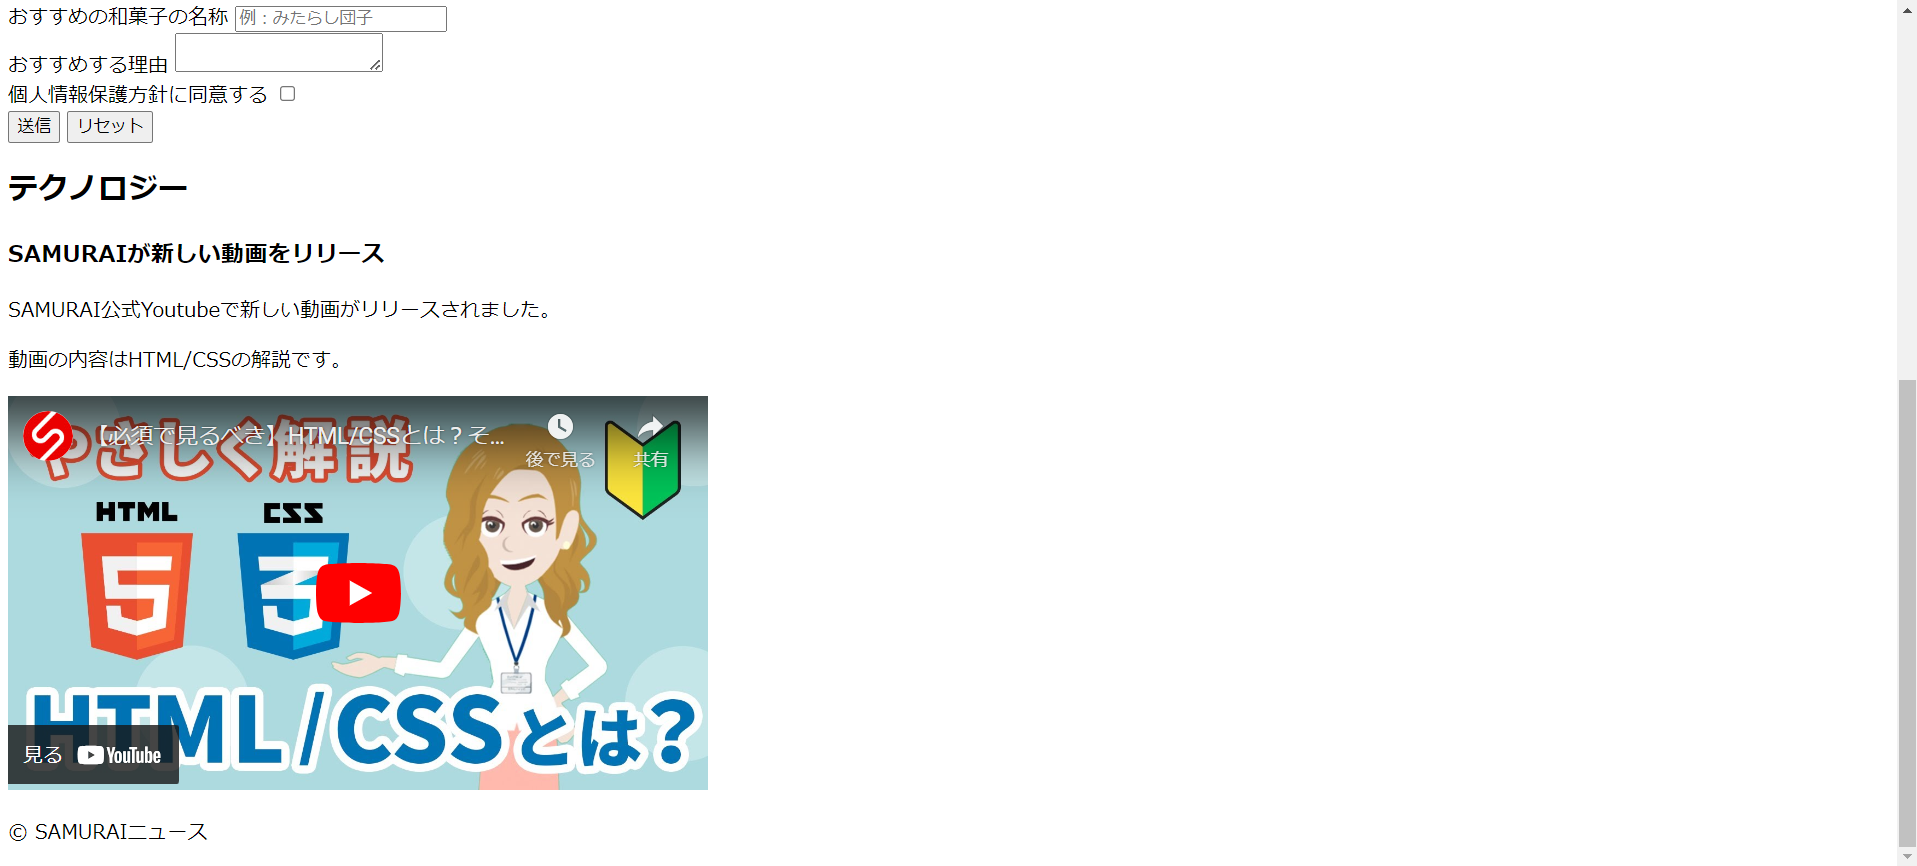 おすすめの和菓子の名称 例：みたらし団子
おすすめする理由
個人情報保護方針に同意する
送信 リセット
テクノロジー
SAMURAIが新しい動画をリリース
SAMURAI公式Youtubeで新しい動画がリリースされました。
動画の内容はHTML/CSSの解説です。
【必須で見るべき】HTML/CSSとは？そ...
後で見る 共有
やさしく解説
HTML CSS
5 3
HTML/CSSとは？
見る YouTube
© SAMURAIニュース